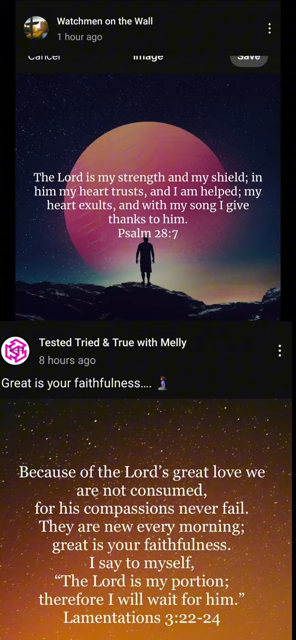 Watchmen on the Wall
1 hour ago
Cancel Image Save
The Lord is my strength and my shield; in
him my heart trusts, and I am helped; my
heart exults, and with my song I give
thanks to him.
Psalm 28:7
Tested Tried & True with Melly
8 hours ago
Great is your faithfulness.... 🧎🏽‍♀️
Because of the Lord’s great love we
are not consumed,
for his compassions never fail.
They are new every morning;
great is your faithfulness.
I say to myself,
“The Lord is my portion;
therefore I will wait for him.”
Lamentations 3:22-24